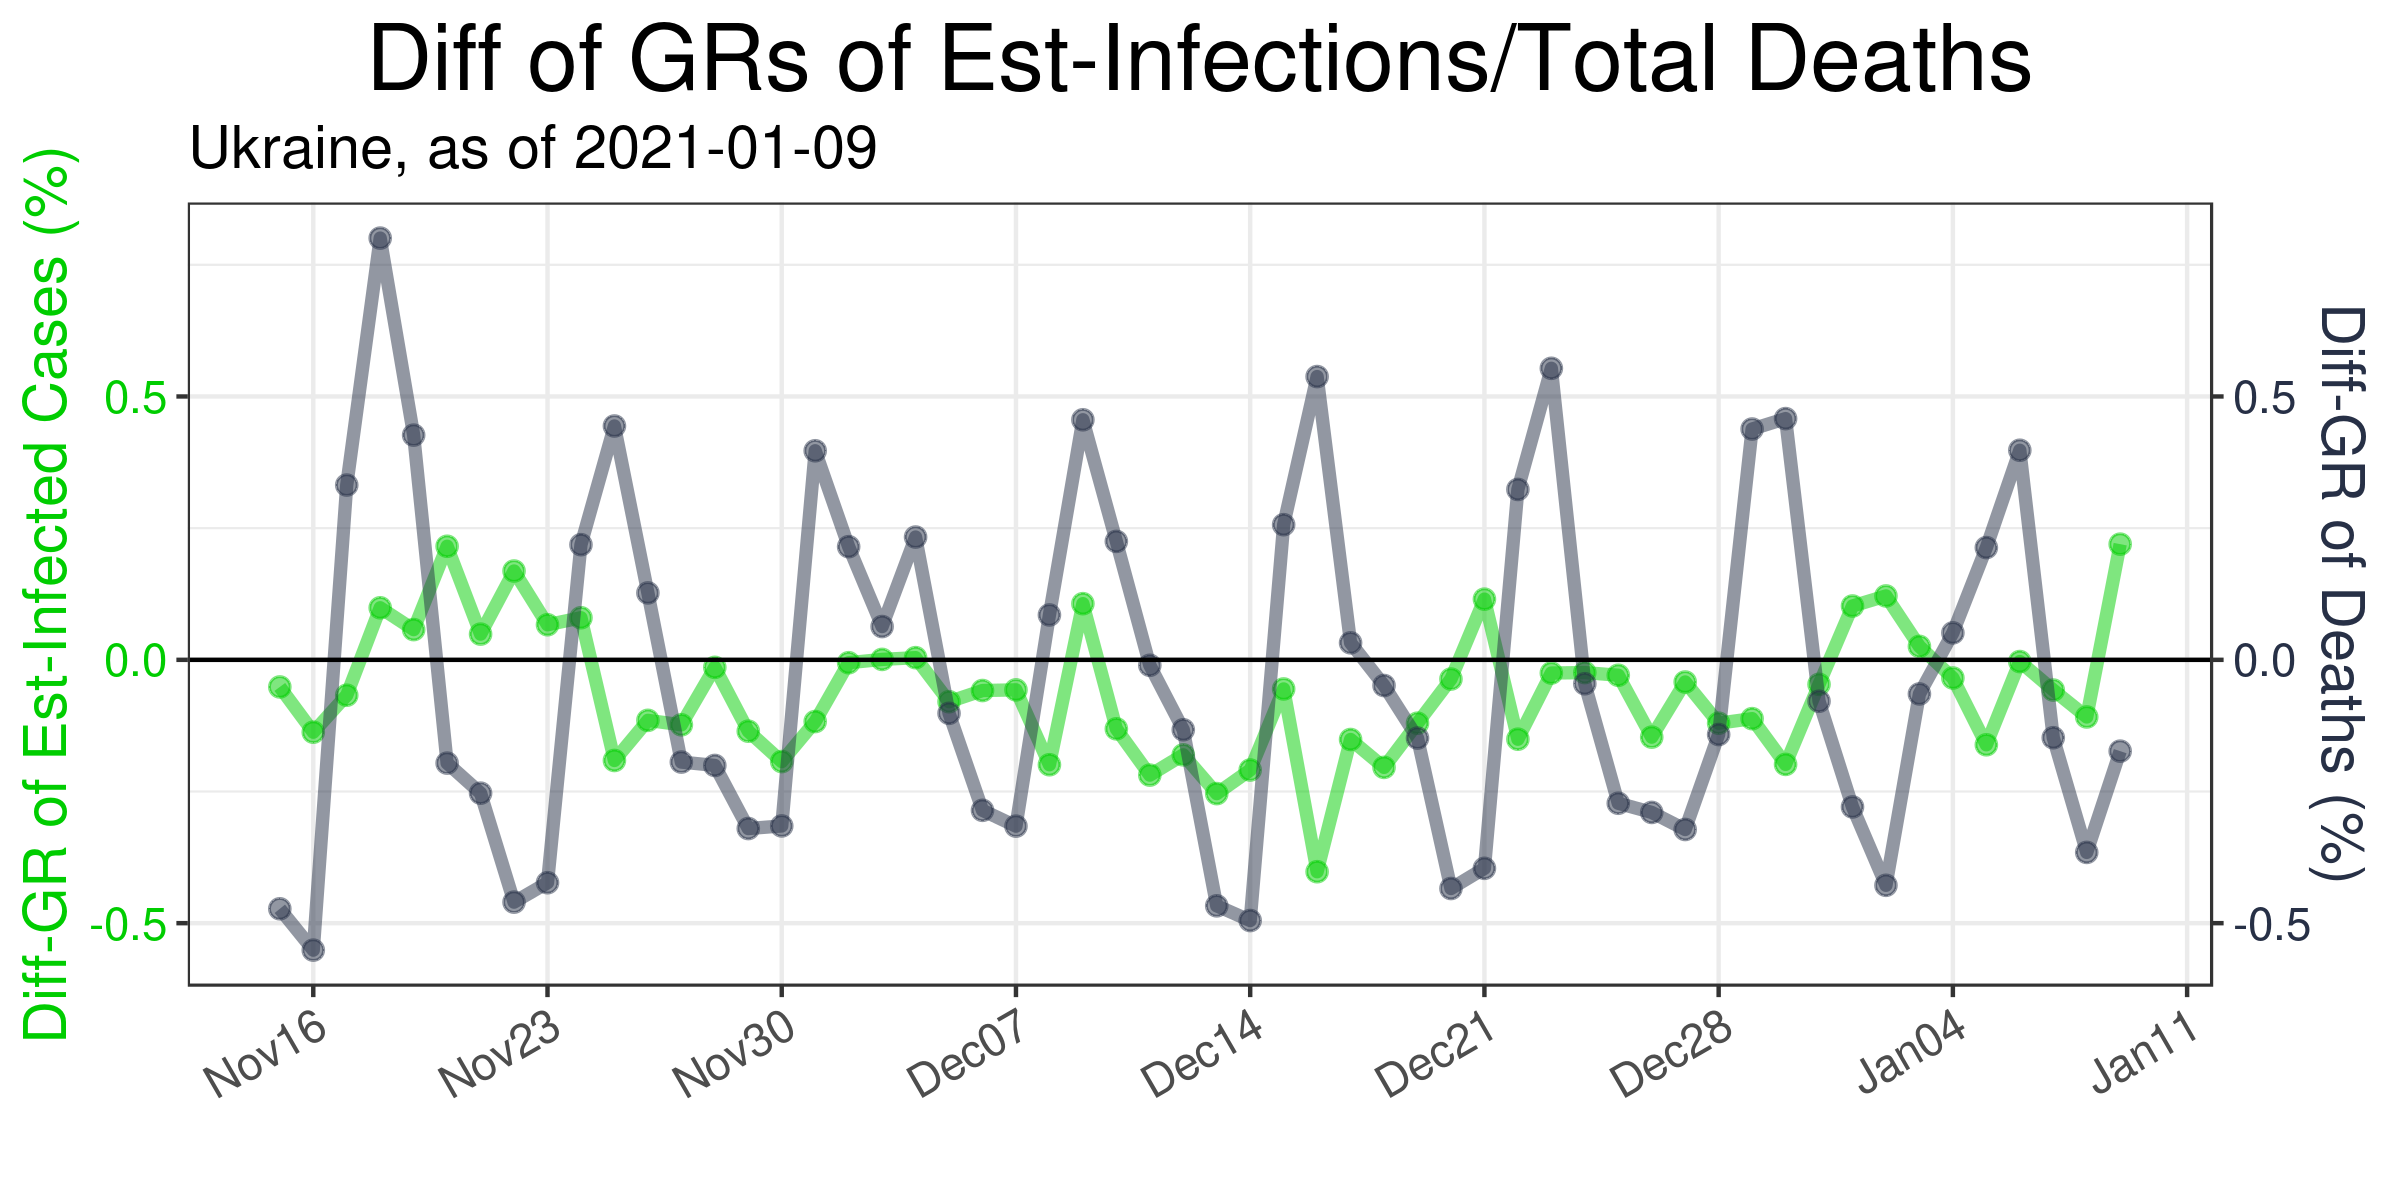 Diff of GRs of Est-Infections/Total Deaths
Ukraine, as of 2021-01-09
Diff-GR of Est-Infected Cases (%)
0.5
0.0
-0.5
0.5
0.0
-0.5
Diff-GR of Deaths (%)
Nov16
Nov23
Nov30
Dec07
Dec14
Dec21
Dec28
Jan04
Jan11